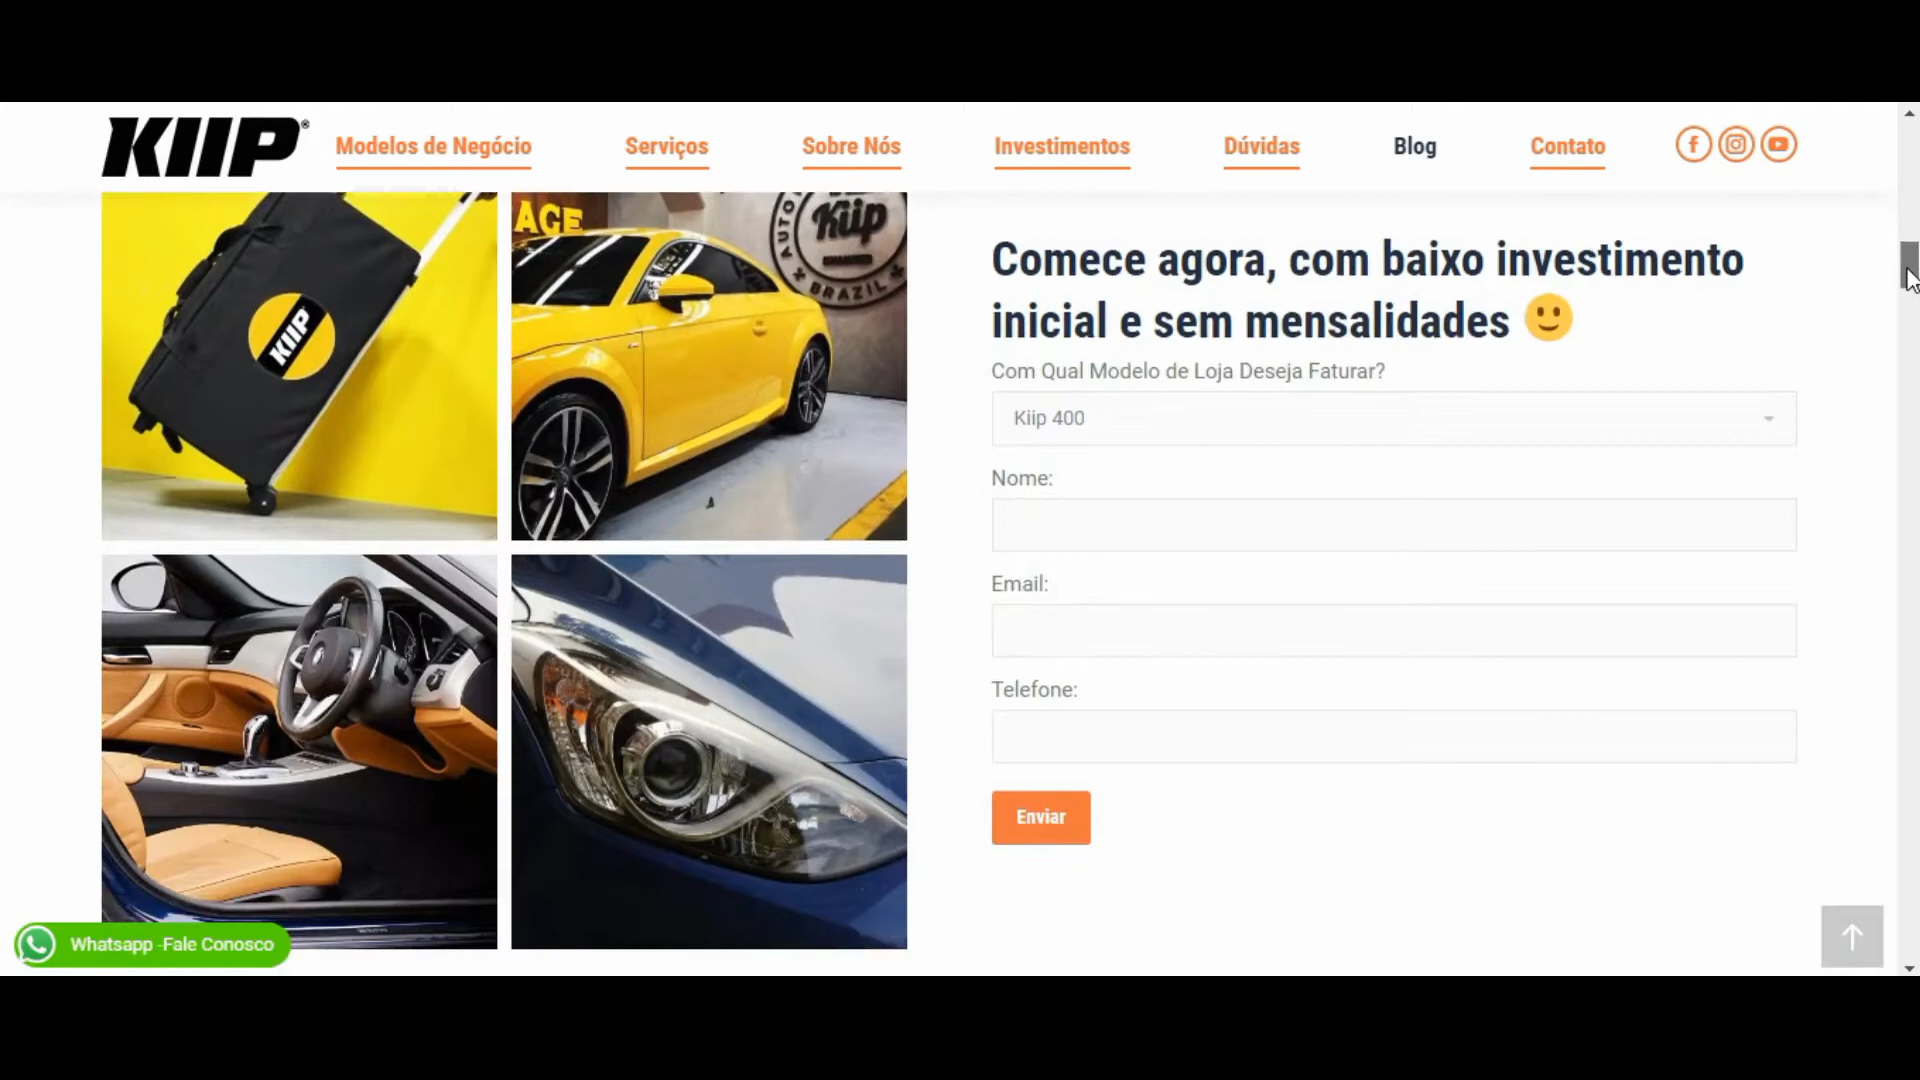 KIIP®
Modelos de Negócio
Serviços
Sobre Nós
Investimentos
Dúvidas
Blog
Contato
KIIP
AGE
AUTO
Kiip
BRAZIL
Comece agora, com baixo investimento
inicial e sem mensalidades 🙂
Com Qual Modelo de Loja Deseja Faturar?
Kiip 400
Nome:
Email:
Telefone:
Enviar
Whatsapp -Fale Conosco